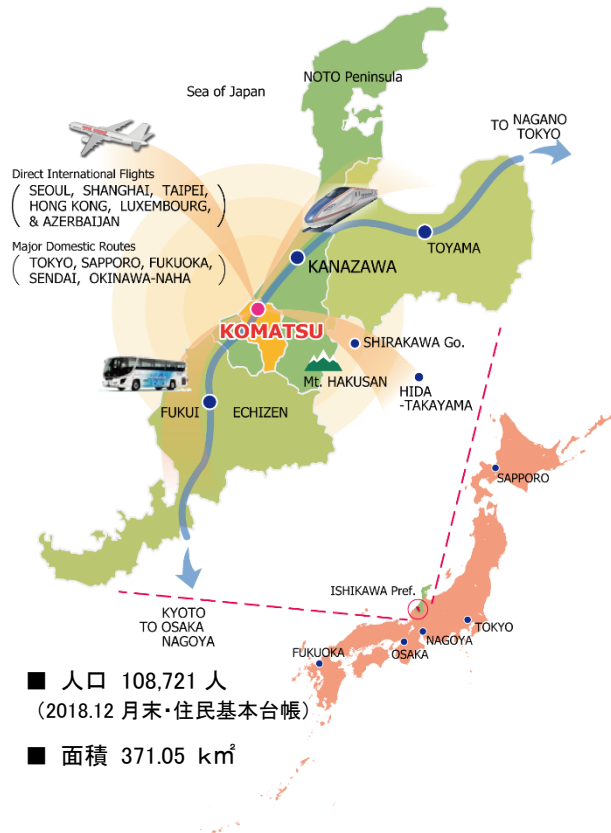 NOTO Peninsula
Sea of Japan
TO NAGANO
TOKYO
Direct International Flights
( SEOUL, SHANGHAI, TAIPEI,
HONG KONG, LUXEMBOURG,
& AZERBAIJAN )
Major Domestic Routes
( TOKYO, SAPPORO, FUKUOKA,
SENDAI, OKINAWA-NAHA )
TOYAMA
KANAZAWA
KOMATSU
SHIRAKAWA Go.
Mt. HAKUSAN
HIDA
-TAKAYAMA
FUKUI
ECHIZEN
SAPPORO
ISHIKAWA Pref.
KYOTO
TO OSAKA
NAGOYA
TOKYO
NAGOYA
OSAKA
FUKUOKA
■ 人口 108,721 人
(2018.12 月末・住民基本台帳)
■ 面積 371.05 k㎡